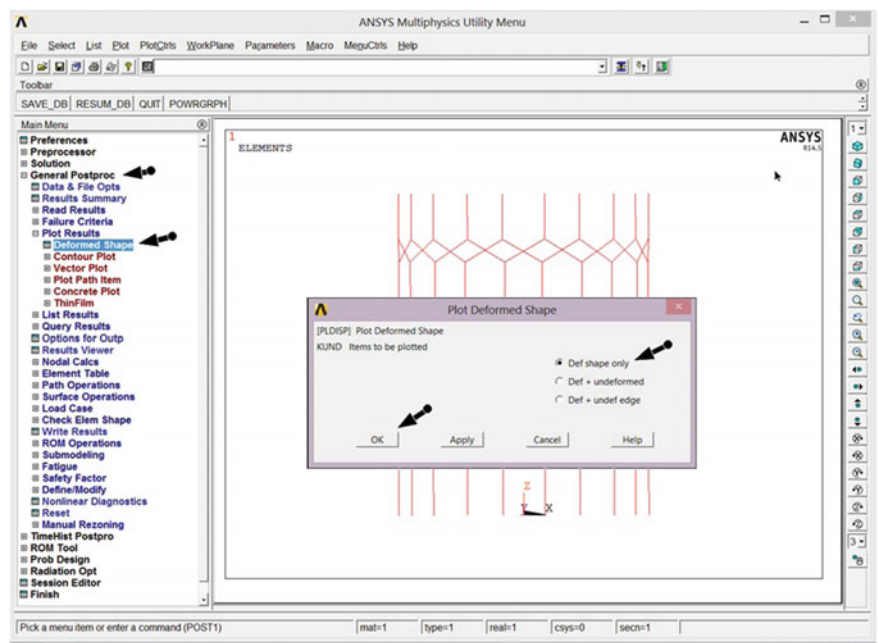 ANSYS Multiphysics Utility Menu
File Select List Plot PlotCtrls WorkPlane Parameters Macro MenuCtrls Help
Toolbar
SAVE_DB RESUM_DB QUIT POWRGRPH
Main Menu
Preferences
Preprocessor
Solution
General Postproc
Data & File Opts
Results Summary
Read Results
Failure Criteria
Plot Results
Deformed Shape
Contour Plot
Vector Plot
Plot Path Item
Concrete Plot
ThinFilm
List Results
Query Results
Options for Outp
Results Viewer
Nodal Calcs
Element Table
Path Operations
Surface Operations
Load Case
Check Elem Shape
Write Results
ROM Operations
Submodeling
Fatigue
Safety Factor
Define/Modify
Nonlinear Diagnostics
Reset
Manual Rezoning
TimeHist Postpro
ROM Tool
Prob Design
Radiation Opt
Session Editor
Finish
1
ELEMENTS
ANSYS
R14.5
Plot Deformed Shape
[PLDISP] Plot Deformed Shape
KUND Items to be plotted
Def shape only
Def + undeformed
Def + undef edge
OK Apply Cancel Help
Z
Y X
1
3
Pick a menu item or enter a command (POST1) mat=1 type=1 real=1 csys=0 secn=1